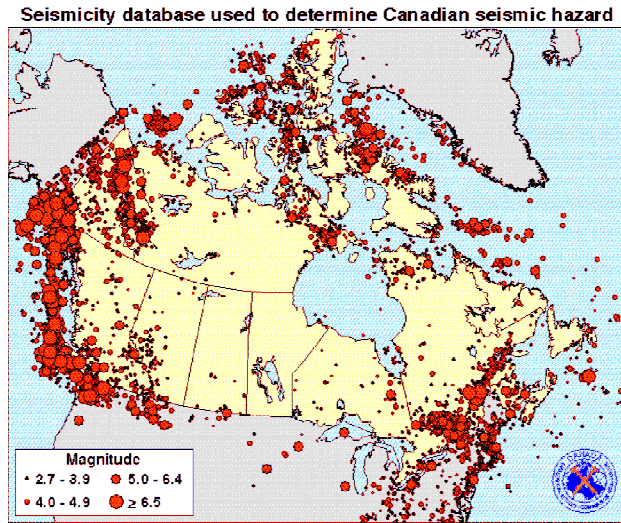 Seismicity database used to determine Canadian seismic hazard
Magnitude
2.7 - 3.9 5.0 - 6.4
4.0 - 4.9 ≥ 6.5